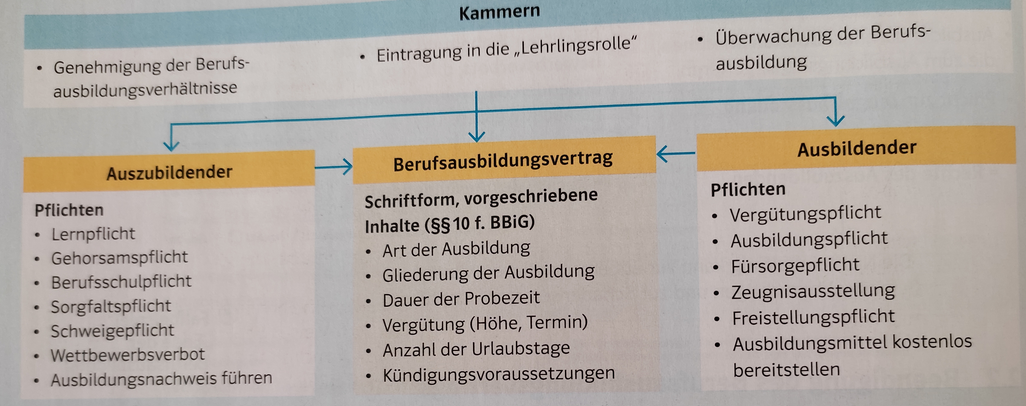 Kammern
• Genehmigung der Berufs-
ausbildungsverhältnisse
• Eintragung in die „Lehrlingsrolle“
• Überwachung der Berufs-
ausbildung
Auszubildender
Pflichten
• Lernpflicht
• Gehorsamspflicht
• Berufsschulpflicht
• Sorgfaltspflicht
• Schweigepflicht
• Wettbewerbsverbot
• Ausbildungsnachweis führen
Berufsausbildungsvertrag
Schriftform, vorgeschriebene
Inhalte (§§ 10 f. BBiG)
• Art der Ausbildung
• Gliederung der Ausbildung
• Dauer der Probezeit
• Vergütung (Höhe, Termin)
• Anzahl der Urlaubstage
• Kündigungsvoraussetzungen
Ausbildender
Pflichten
• Vergütungspflicht
• Ausbildungspflicht
• Fürsorgepflicht
• Zeugnisausstellung
• Freistellungspflicht
• Ausbildungsmittel kostenlos
bereitstellen